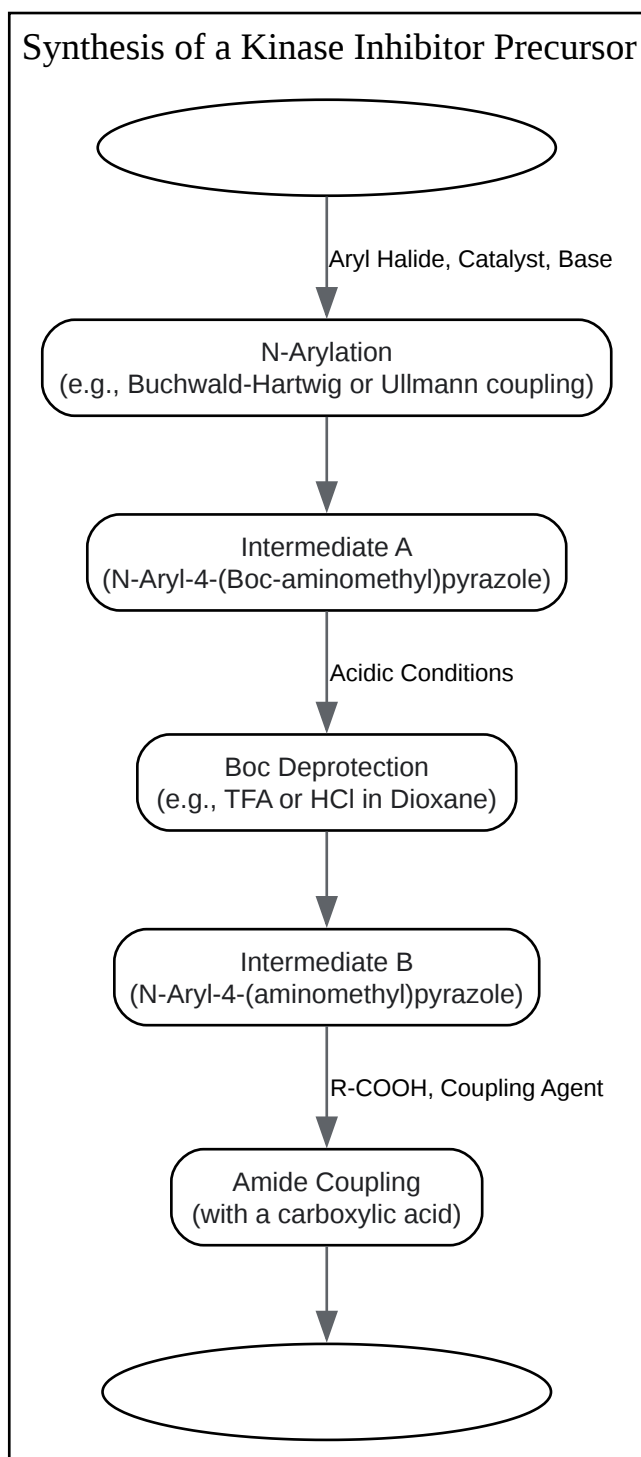 Synthesis of a Kinase Inhibitor Precursor
Aryl Halide, Catalyst, Base
N-Arylation
(e.g., Buchwald-Hartwig or Ullmann coupling)
Intermediate A
(N-Aryl-4-(Boc-aminomethyl)pyrazole)
Acidic Conditions
Boc Deprotection
(e.g., TFA or HCl in Dioxane)
Intermediate B
(N-Aryl-4-(aminomethyl)pyrazole)
R-COOH, Coupling Agent
Amide Coupling
(with a carboxylic acid)